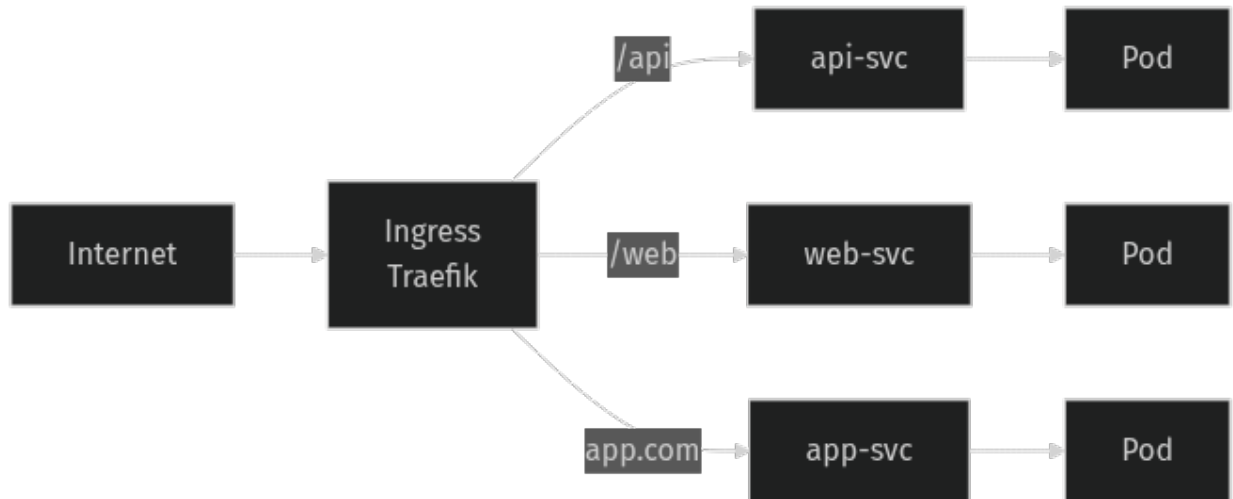 /api
api-svc
Pod
Internet
Ingress
Traefik
/web
web-svc
Pod
app.com
app-svc
Pod